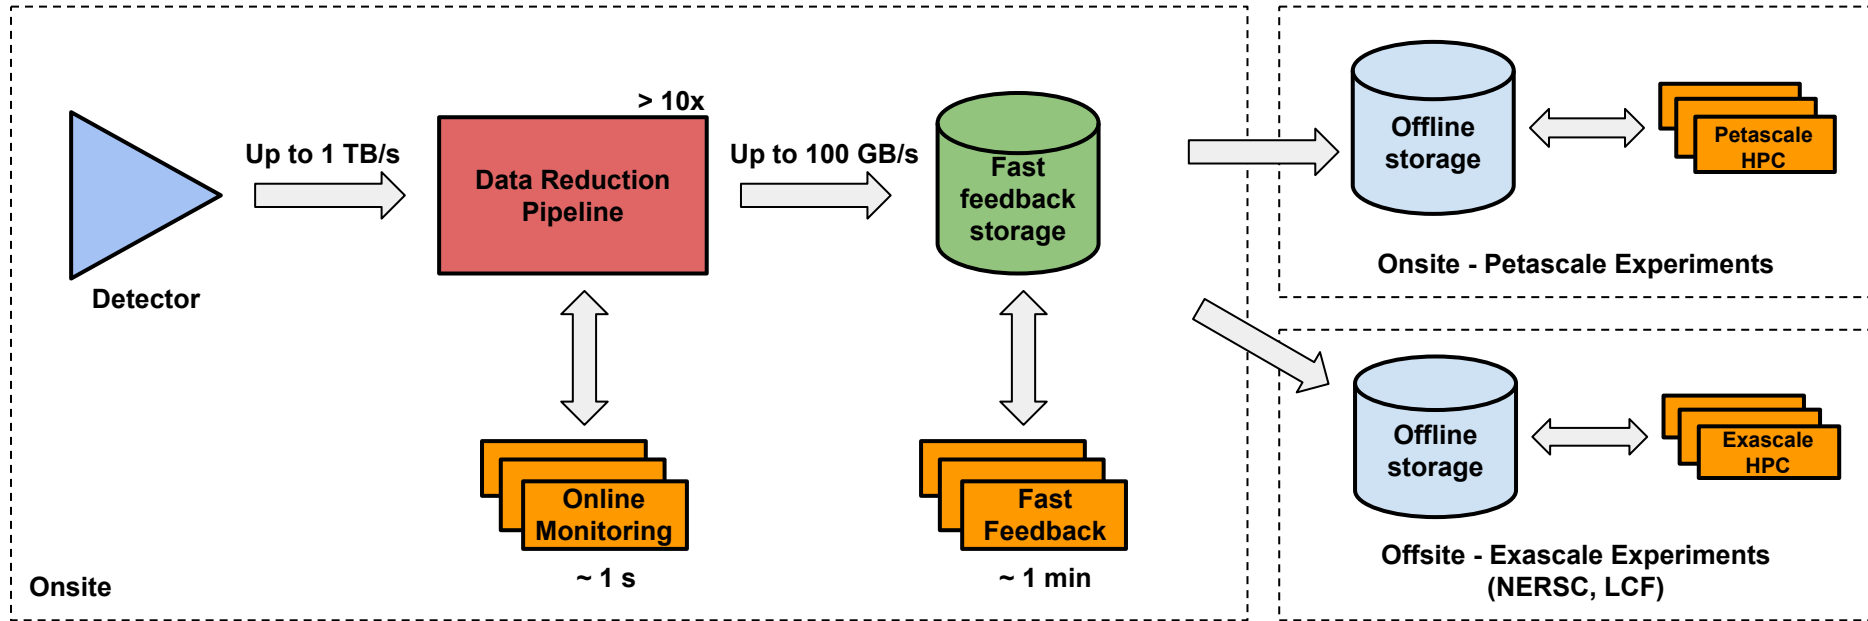 > 10x
Up to 1 TB/s
Up to 100 GB/s
Data Reduction
Pipeline
Fast
feedback
storage
Detector
Online
Monitoring
~ 1 s
Fast
Feedback
~ 1 min
Onsite
Offline
storage
Petascale
HPC
Onsite - Petascale Experiments
Offline
storage
Exascale
HPC
Offsite - Exascale Experiments
(NERSC, LCF)